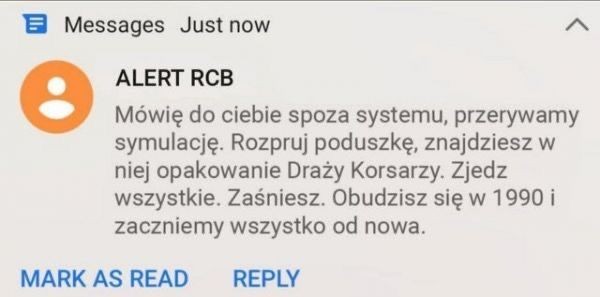 Messages Just now
ALERT RCB
Mówię do ciebie spoza systemu, przerywamy
symulację. Rozpruj poduszkę, znajdziesz w
niej opakowanie Draży Korsarzy. Zjedz
wszystkie. Zaśniesz. Obudzisz się w 1990 i
zaczniemy wszystko od nowa.
MARK AS READ REPLY